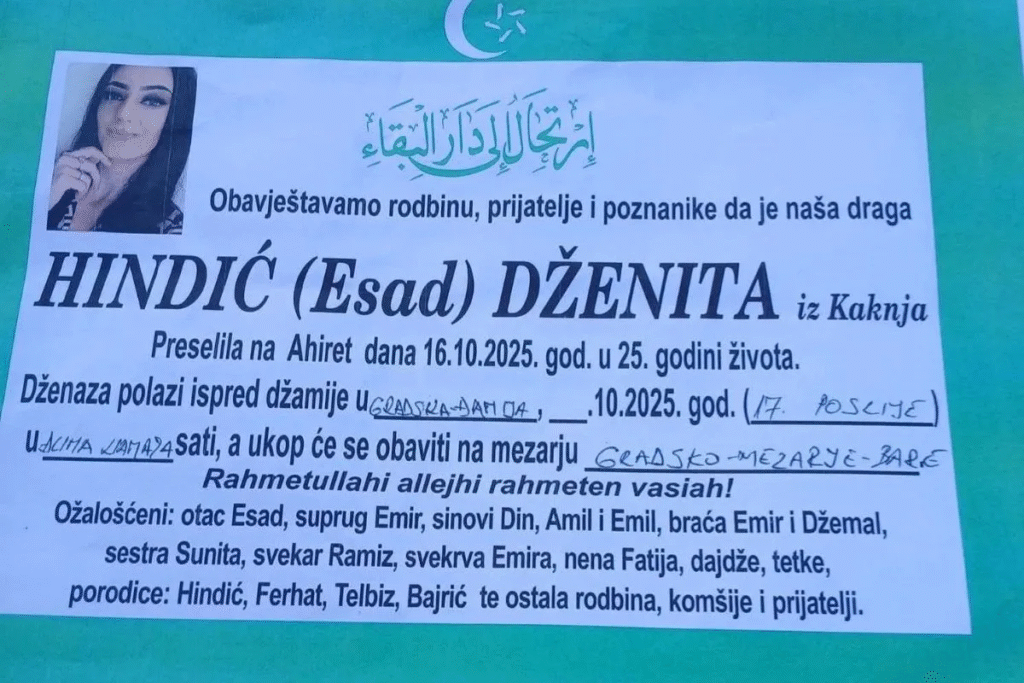 إرتحال إلى دار البقاء
Obavještavamo rodbinu, prijatelje i poznanike da je naša draga
HINDIĆ (Esad) DŽENITA iz Kaknja
Preselila na Ahiret dana 16.10.2025. god. u 25. godini života.
Dženaza polazi ispred džamije u GRADSKA-, __.10.2025. god. (17. POSLIJE)
u sati, a ukop će se obaviti na mezarju GRADSKO-MEZARJE-BARE
Rahmetullahi allejhi rahmeten vasiah!
Ožalošćeni: otac Esad, suprug Emir, sinovi Din, Amil i Emil, braća Emir i Džemal,
sestra Sunita, svekar Ramiz, svekrva Emira, nena Fatija, dajdže, tetke,
porodice: Hindić, Ferhat, Telbiz, Bajrić te ostala rodbina, komšije i prijatelji.